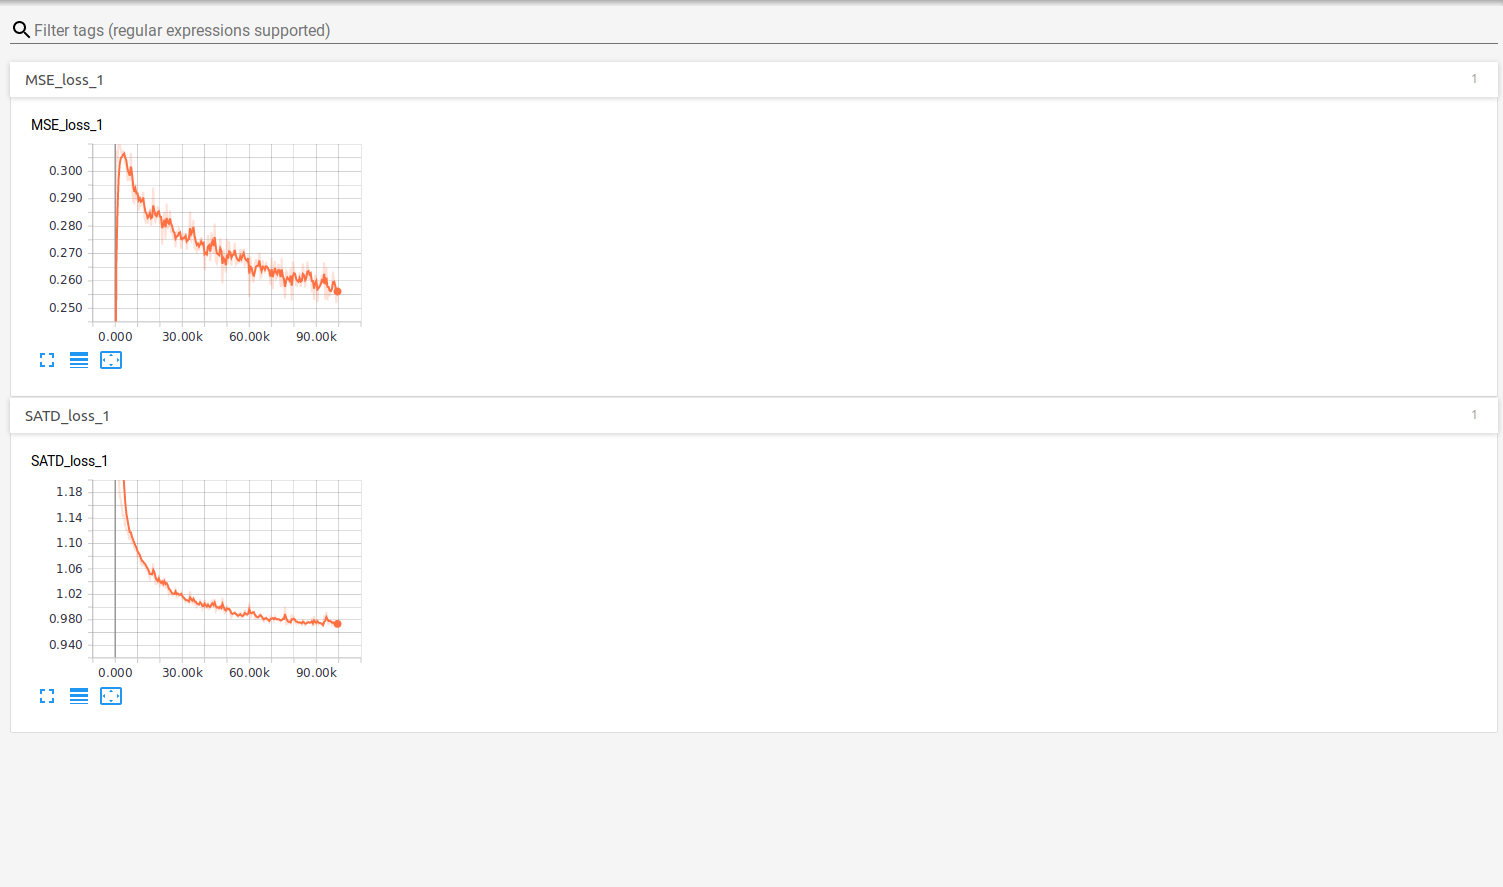 Filter tags (regular expressions supported)
MSE_loss_1 1
MSE_loss_1
0.300
0.290
0.280
0.270
0.260
0.250
0.000 30.00k 60.00k 90.00k
SATD_loss_1 1
SATD_loss_1
1.18
1.14
1.10
1.06
1.02
0.980
0.940
0.000 30.00k 60.00k 90.00k